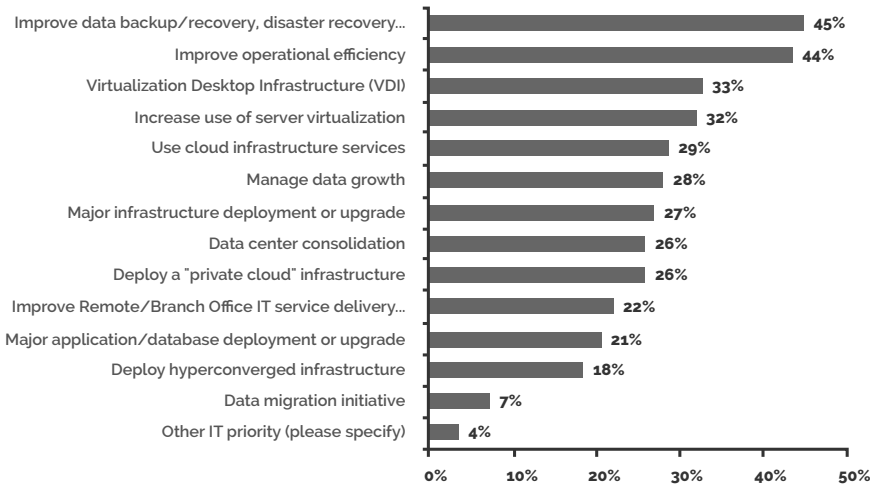 Improve data backup/recovery, disaster recovery... 45%
Improve operational efficiency 44%
Virtualization Desktop Infrastructure (VDI) 33%
Increase use of server virtualization 32%
Use cloud infrastructure services 29%
Manage data growth 28%
Major infrastructure deployment or upgrade 27%
Data center consolidation 26%
Deploy a "private cloud" infrastructure 26%
Improve Remote/Branch Office IT service delivery... 22%
Major application/database deployment or upgrade 21%
Deploy hyperconverged infrastructure 18%
Data migration initiative 7%
Other IT priority (please specify) 4%
0% 10% 20% 30% 40% 50%